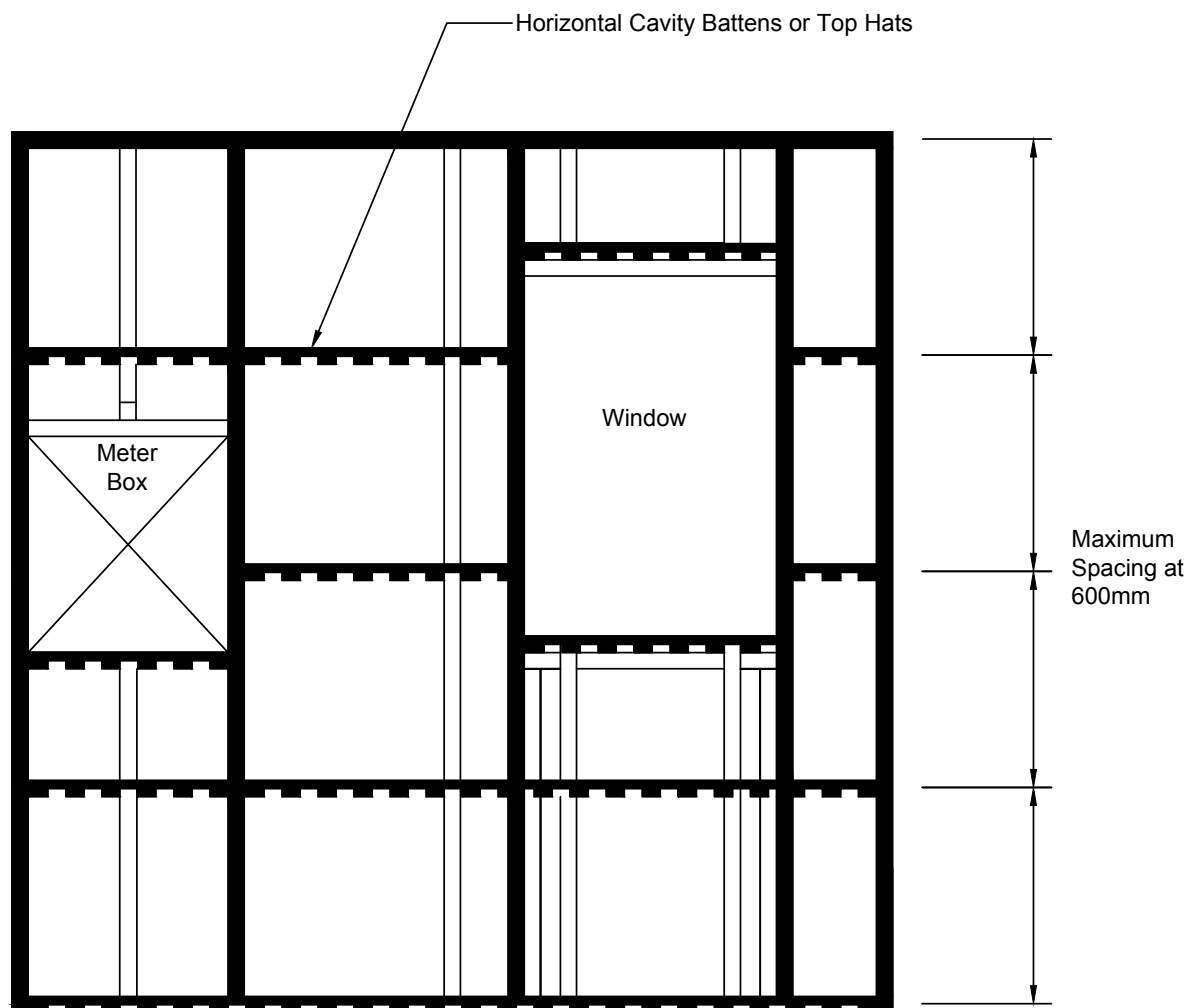 Horizontal Cavity Battens or Top Hats
Window
Meter
Box
Maximum
Spacing at
600mm